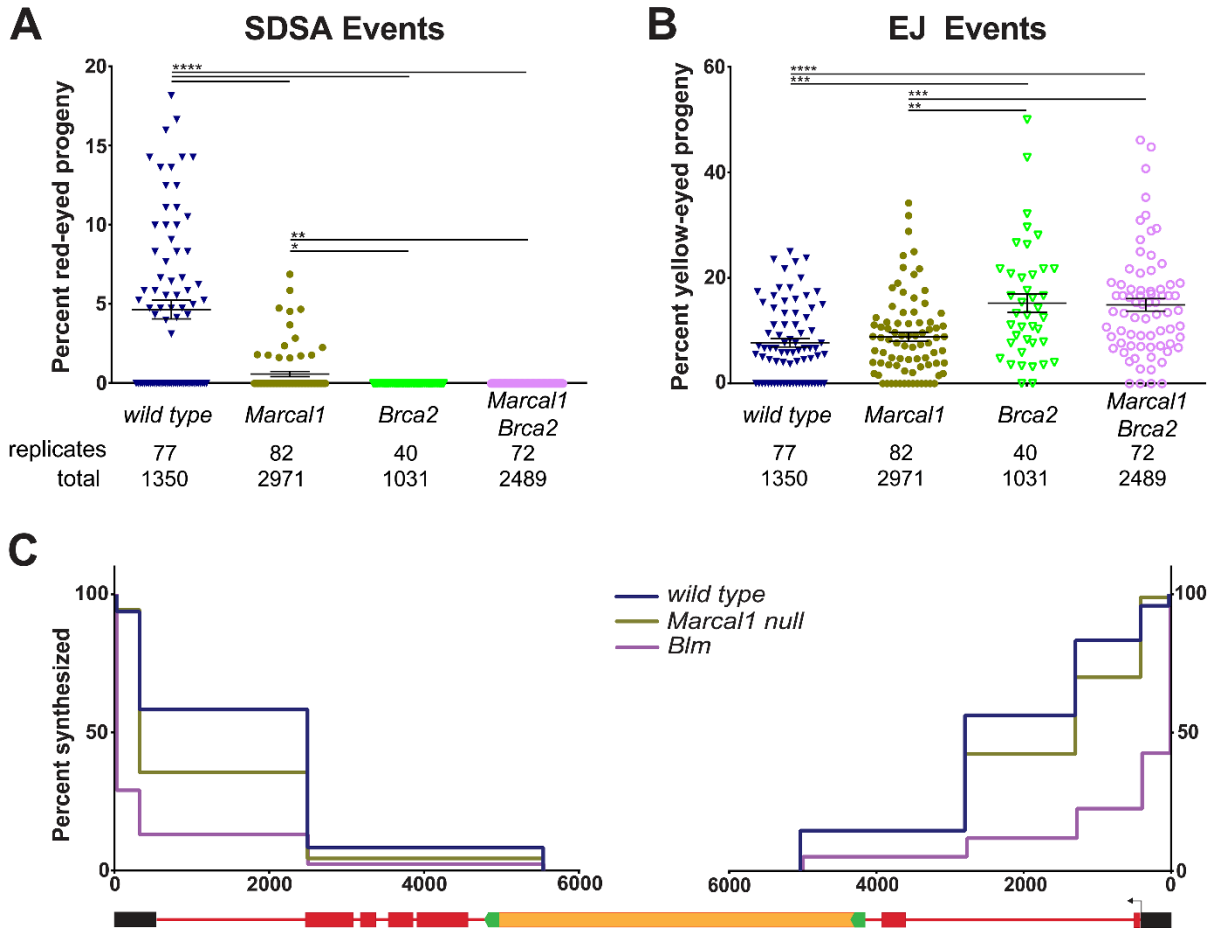 A
SDSA Events
Percent red-eyed progeny
20
15
10
5
0
****
**
*
wild type
Marcal1
Brca2
Marcal1
Brca2
replicates 77 82 40 72
total 1350 2971 1031 2489
B
EJ Events
Percent yellow-eyed progeny
60
40
20
0
****
***
***
**
wild type
Marcal1
Brca2
Marcal1
Brca2
77 82 40 72
1350 2971 1031 2489
C
Percent synthesized
100
50
0
0 2000 4000 6000
wild type
Marcal1 null
Blm
100
50
0
6000 4000 2000 0